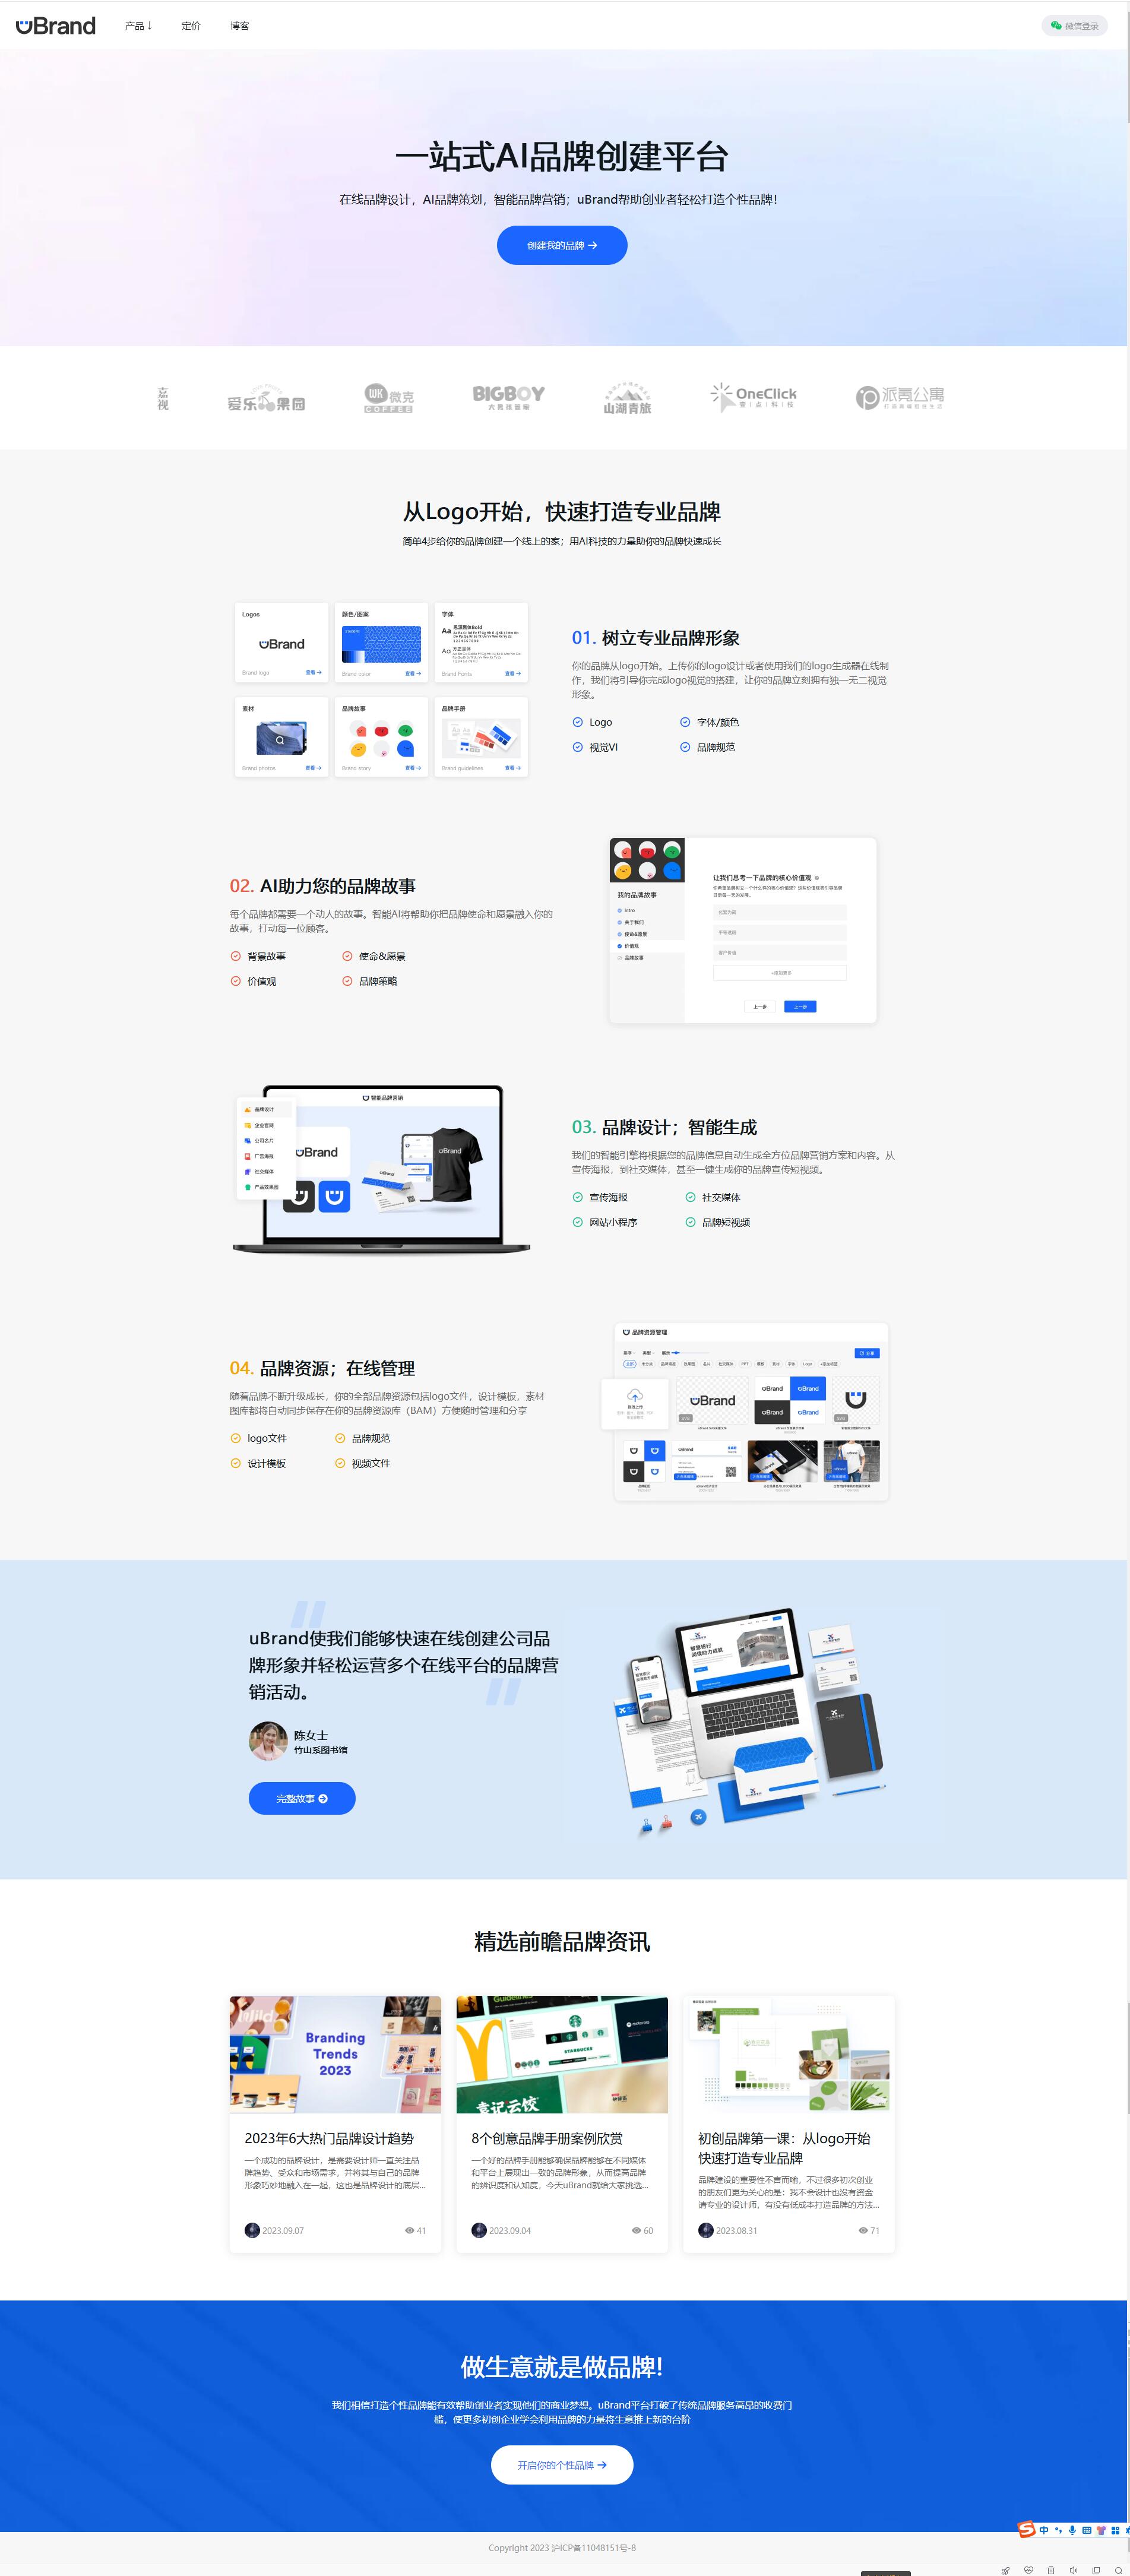 uBrand
产品↓
定价
博客
微信登录
一站式AI品牌创建平台
在线品牌设计，AI品牌策划，智能品牌营销；uBrand帮助创业者轻松打造个性品牌！
创建我的品牌 →
嘉视
爱乐果园
WK 微克
COFFEE
BIGBOY
山湖青旅
OneClick
壹点科技
派寓公寓
从Logo开始，快速打造专业品牌
简单4步给你的品牌创建一个线上的家；用AI科技的力量助你的品牌快速成长
Logos
uBrand
Brand logo
查看 →
颜色/图案
Brand color
查看 →
字体
Brand Fonts
查看 →
素材
Brand photos
查看 →
品牌故事
Brand story
查看 →
品牌手册
Brand guidelines
查看 →
01. 树立专业品牌形象
你的品牌从logo开始。上传你的logo设计或者使用我们的logo生成器在线制
作，我们将引导你完成logo视觉的搭建，让你的品牌立刻拥有独一无二视觉
形象。
Logo
字体/颜色
视觉VI
品牌规范
02. AI助力您的品牌故事
每个品牌都需要一个动人的故事。智能AI将帮助你把品牌使命和愿景融入你的
故事，打动每一位顾客。
背景故事
使命&愿景
价值观
品牌策略
我的品牌故事
Intro
关于我们
使命&愿景
价值观
品牌故事
让我们思考一下品牌的核心价值观
+添加更多
上一步
上一步
智能品牌营销
品牌设计
企业官网
公司名片
广告海报
社交媒体
产品效果图
uBrand
uBrand
03. 品牌设计；智能生成
我们的智能引擎将根据您的品牌信息自动生成全方位品牌营销方案和内容。从
宣传海报，到社交媒体，甚至一键生成你的品牌宣传短视频。
宣传海报
社交媒体
网站小程序
品牌短视频
04. 品牌资源；在线管理
随着品牌不断升级成长，你的全部品牌资源包括logo文件，设计模板，素材
图库都将自动同步保存在你的品牌资源库（BAM）方便随时管理和分享
logo文件
品牌规范
设计模板
视频文件
品牌资源管理
分享
uBrand
uBrand
uBrand
uBrand
uBrand
uBrand使我们能够快速在线创建公司品
牌形象并轻松运营多个在线平台的品牌营
销活动。
陈女士
竹山系图书馆
完整故事
精选前瞻品牌资讯
Branding
Trends
2023
Guidelines
STARBUCKS
motorola
袁记云饺
2023年6大热门品牌设计趋势
一个成功的品牌设计，是需要设计师一直关注品
牌趋势、受众和市场需求，并将其与自己的品牌
形象巧妙地融入在一起，这也是品牌设计的底层...
2023.09.07
41
8个创意品牌手册案例欣赏
一个好的品牌手册能够确保品牌能够在不同媒体
和平台上展现出一致的品牌形象，从而提高品牌
的辨识度和认知度，今天uBrand就给大家挑选...
2023.09.04
60
初创品牌第一课：从logo开始
快速打造专业品牌
品牌建设的重要性不言而喻，不过很多初次创业
的朋友们更为关心的是：我不会设计也没有资金
请专业的设计师，有没有低成本打造品牌的方法...
2023.08.31
71
做生意就是做品牌!
我们相信打造个性品牌能有效帮助创业者实现他们的商业梦想。uBrand平台打破了传统品牌服务高昂的收费门
槛，使更多初创企业学会利用品牌的力量将生意推上新的台阶
开启你的个性品牌 →
Copyright 2023 沪ICP备11048151号-8
中